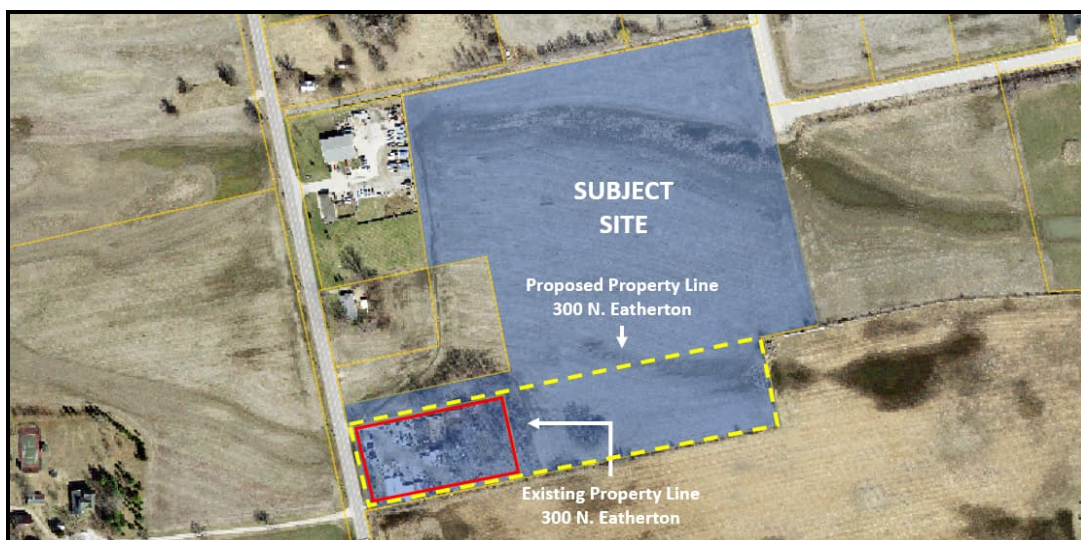 SUBJECT
SITE
Proposed Property Line
300 N. Eatherton
Existing Property Line
300 N. Eatherton